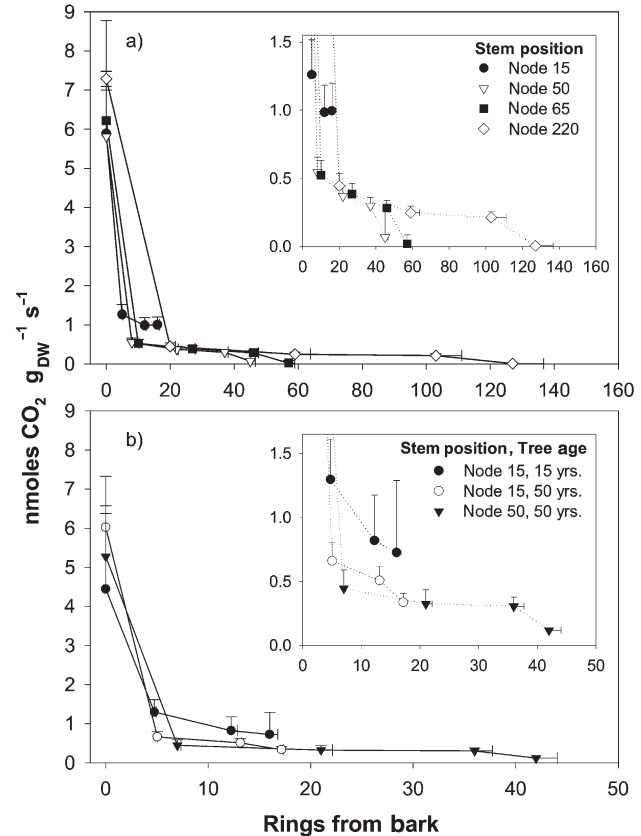 nmoles CO2 gDW⁻¹ s⁻¹
9
8
7
6
5
4
3
2
1
0
a)
1.5
1.0
0.5
0.0
Stem position
Node 15
Node 50
Node 65
Node 220
0 20 40 60 80 100 120 140 160
0 20 40 60 80 100 120 140 160
9
8
7
6
5
4
3
2
1
0
b)
1.5
1.0
0.5
0.0
Stem position, Tree age
Node 15, 15 yrs.
Node 15, 50 yrs.
Node 50, 50 yrs.
0 10 20 30 40 50
0 10 20 30 40 50
Rings from bark